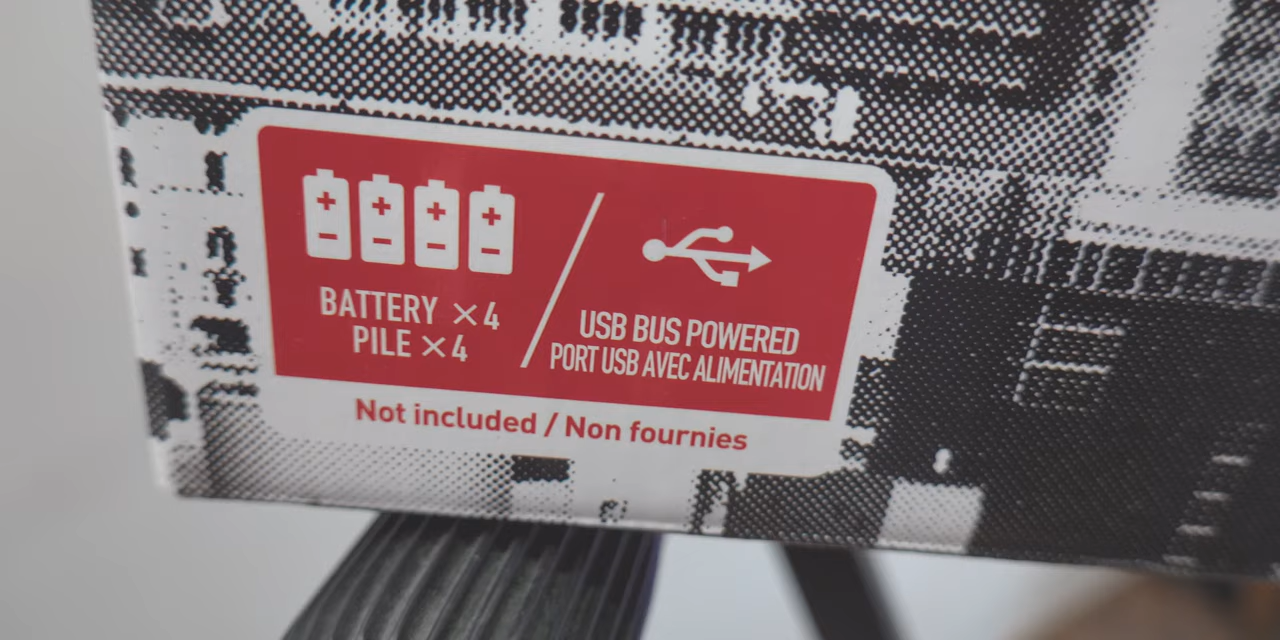 BATTERY ×4
PILE ×4
USB BUS POWERED
PORT USB AVEC ALIMENTATION
Not included / Non fournies